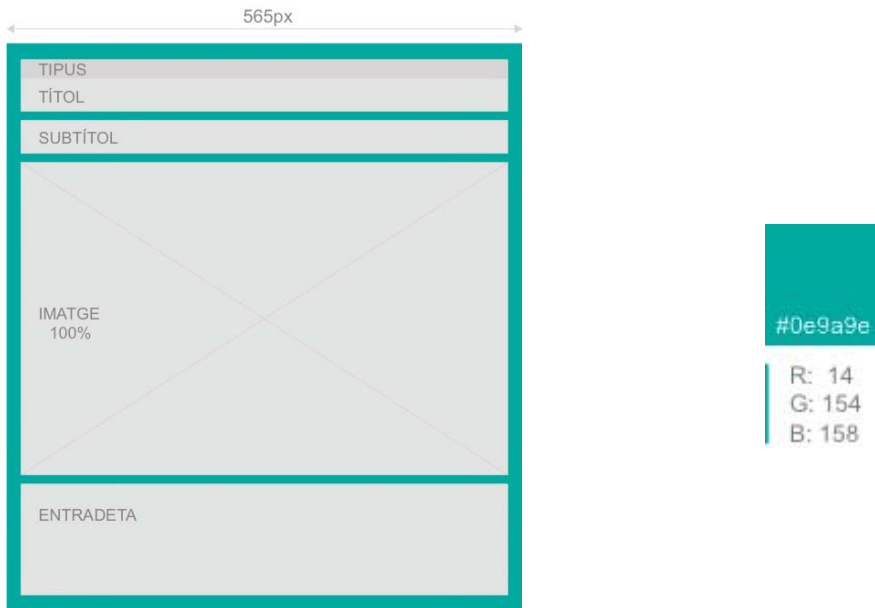 565px
TIPUS
TÍTOL
SUBTÍTOL
IMATGE
100%
ENTRADETA
#0e9a9e
R: 14
G: 154
B: 158